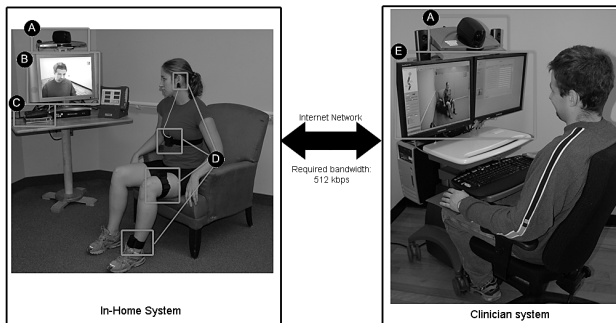 A
B
C
D
In-Home System
Internet Network
Required bandwidth:
512 kbps
A
E
Clinician system